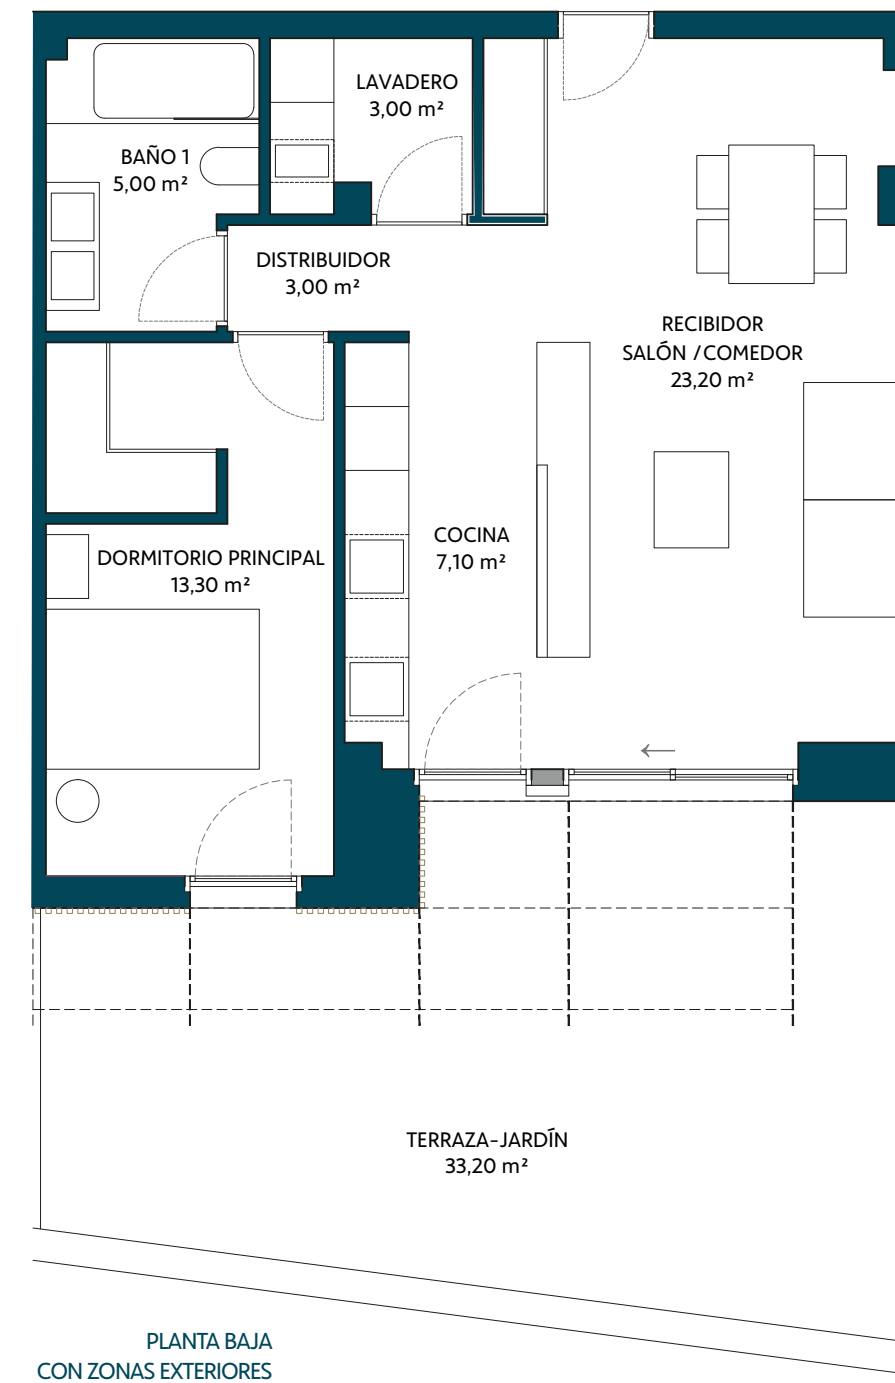 LAVADERO
3,00 m²
BAÑO 1
5,00 m²
DISTRIBUIDOR
3,00 m²
RECIBIDOR
SALÓN /COMEDOR
23,20 m²
COCINA
7,10 m²
DORMITORIO PRINCIPAL
13,30 m²
TERRAZA-JARDÍN
33,20 m²
PLANTA BAJA
CON ZONAS EXTERIORES